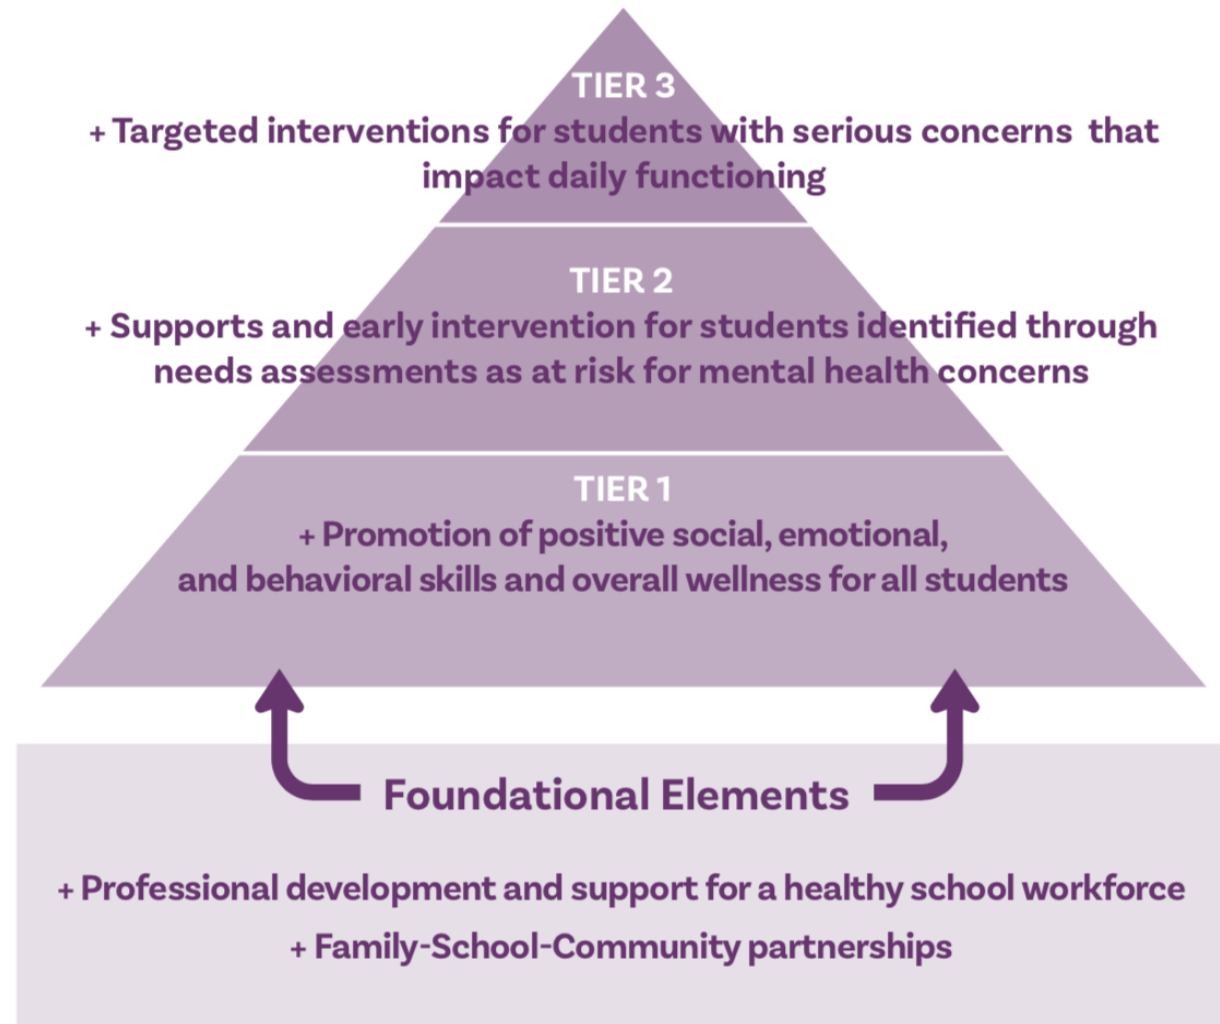 TIER 3
+ Targeted interventions for students with serious concerns that
impact daily functioning
TIER 2
+ Supports and early intervention for students identified through
needs assessments as at risk for mental health concerns
TIER 1
+ Promotion of positive social, emotional,
and behavioral skills and overall wellness for all students
Foundational Elements
+ Professional development and support for a healthy school workforce
+ Family-School-Community partnerships